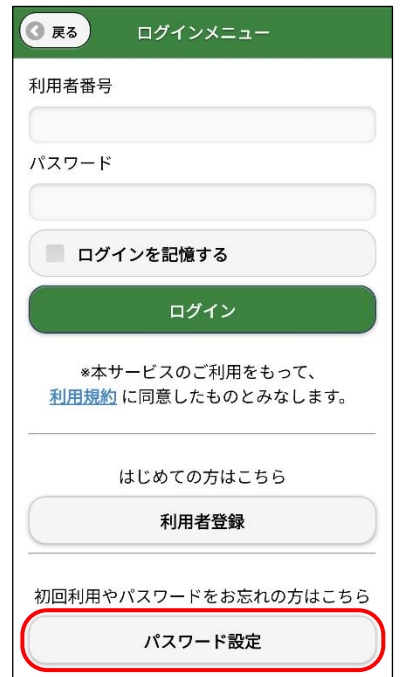 戻る ログインメニュー
利用者番号
パスワード
ログインを記憶する
ログイン
*本サービスのご利用をもって、
利用規約 に同意したものとみなします。
はじめての方はこちら
利用者登録
初回利用やパスワードをお忘れの方はこちら
パスワード設定